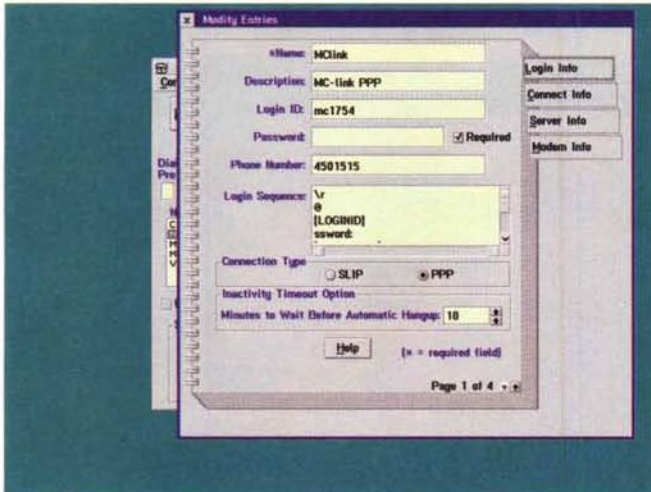 Modify Entries
*Name: MClink
Description: MC-link PPP
Login ID: mc1754
Password: Required
Phone Number: 4501515
Login Sequence: \r
@
[LOGINID]
ssword:
Connection Type
SLIP PPP
Inactivity Timeout Option
Minutes to Wait Before Automatic Hangup: 10
Help (* = required field)
Page 1 of 4
Login Info
Connect Info
Server Info
Modem Info